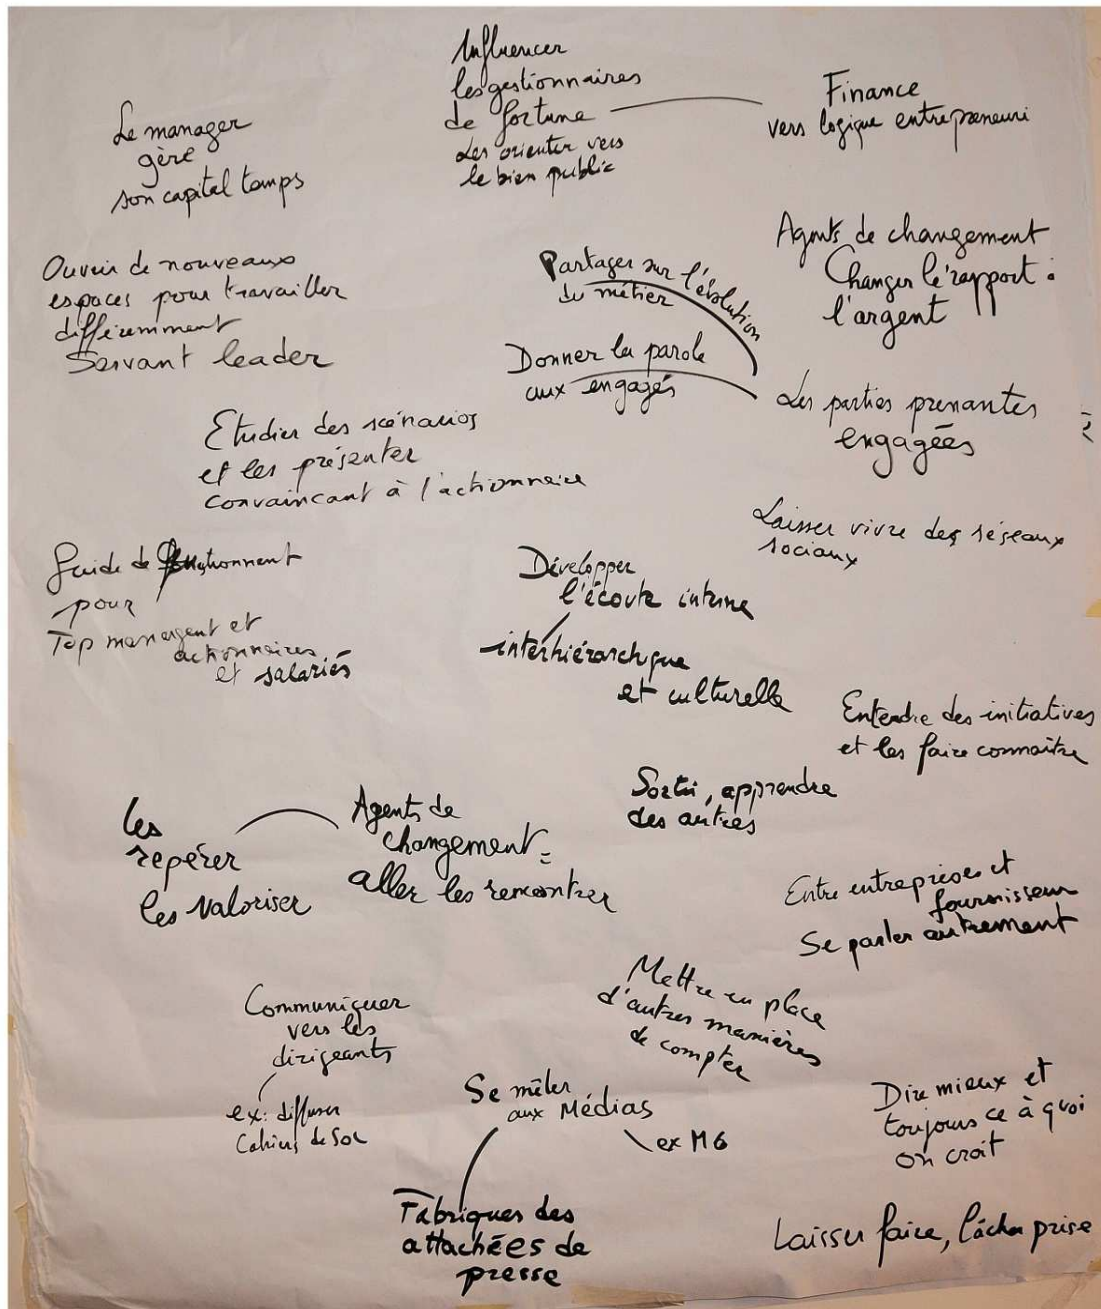 Influencer
les gestionnaires
de fortune
Les orienter vers
le bien public
Finance
vers logique entrepreneuri
Le manager
gère
son capital temps
Agents de changement
Changer le rapport :
l'argent
Ouvrir de nouveaux
espaces pour travailler
différemment
Servant leader
Partager sur l'évolution
du métier
Donner la parole
aux engagés
Les parties prenantes
engagées
Etudier des scénarios
et les présenter
convaincant à l'actionnaire
Laisser vivre des réseaux
sociaux
Guide de
pour
Top management et
actionnaires
et salariés
Développer
l'écoute interne
interhiérarchique
et culturelle
Entendre des initiatives
et les faire connaître
Sortir, apprendre
des autres
Les
repérer
les valoriser
Agents de
changement =
aller les rencontrer
Entre entreprises et
fournisseur
Se parler autrement
Mettre en place
d'autres manières
de compter
Communiquer
vers les
dirigeants
ex: diffuser
Cahiers de Sol
Se mêler
aux Médias
ex M6
Fabriques des
attachées de
presse
Dire mieux et
toujours ce à quoi
on croit
Laisser faire, lâcher prise